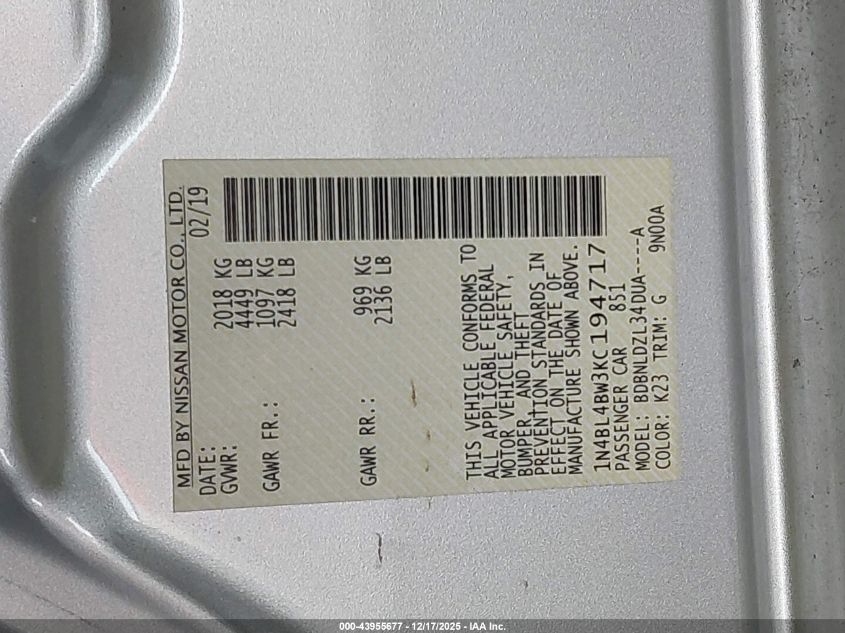 MFD BY NISSAN MOTOR CO., LTD.
DATE: 02/19
GVWR: 2018 KG
4449 LB
GAWR FR.: 1097 KG
2418 LB
GAWR RR.: 969 KG
2136 LB
THIS VEHICLE CONFORMS TO
ALL APPLICABLE FEDERAL
MOTOR VEHICLE SAFETY,
BUMPER, AND THEFT
PREVENTION STANDARDS IN
EFFECT ON THE DATE OF
MANUFACTURE SHOWN ABOVE.
1N4BL4BW3KC194717
PASSENGER CAR 851
MODEL: BDBNLDZL34DUA-----A
COLOR: K23 TRIM: G 9N00A
000-43955677 - 12/17/2025 - IAA Inc.